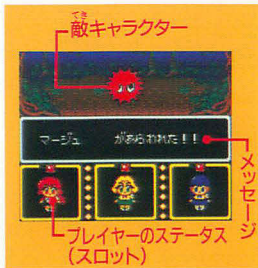 敵キャラクター
てき
マージュ　　があらわれた！！
メッセージ
プレイヤーのステータス
(スロット)